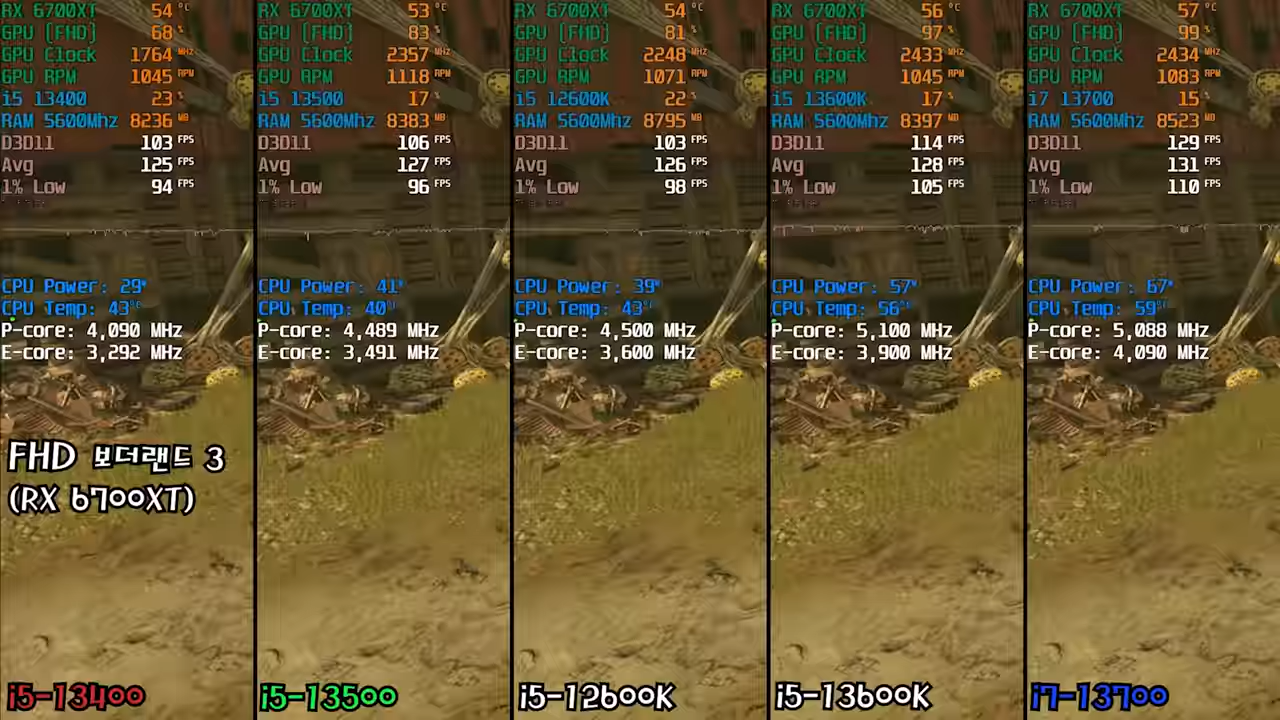 RX 6700XT 54 °C
GPU [FHD] 68 %
GPU Clock 1764 MHz
GPU RPM 1045 RPM
i5 13400 23 %
RAM 5600Mhz 8236 MB
D3D11 103 FPS
Avg 125 FPS
1% Low 94 FPS
CPU Power: 29W
CPU Temp: 43°C
P-core: 4,090 MHz
E-core: 3,292 MHz
FHD 보더랜드 3
(RX 6700XT)
i5-13400
RX 6700XT 53 °C
GPU [FHD] 83 %
GPU Clock 2357 MHz
GPU RPM 1118 RPM
i5 13500 17 %
RAM 5600Mhz 8383 MB
D3D11 106 FPS
Avg 127 FPS
1% Low 96 FPS
CPU Power: 41W
CPU Temp: 40°C
P-core: 4,489 MHz
E-core: 3,491 MHz
i5-13500
RX 6700XT 54 °C
GPU [FHD] 81 %
GPU Clock 2248 MHz
GPU RPM 1071 RPM
i5 12600K 22 %
RAM 5600Mhz 8795 MB
D3D11 103 FPS
Avg 126 FPS
1% Low 98 FPS
CPU Power: 39W
CPU Temp: 43°C
P-core: 4,500 MHz
E-core: 3,600 MHz
i5-12600K
RX 6700XT 56 °C
GPU [FHD] 97 %
GPU Clock 2433 MHz
GPU RPM 1045 RPM
i5 13600K 17 %
RAM 5600Mhz 8397 MB
D3D11 114 FPS
Avg 128 FPS
1% Low 105 FPS
CPU Power: 57W
CPU Temp: 56°C
P-core: 5,100 MHz
E-core: 3,900 MHz
i5-13600K
RX 6700XT 57 °C
GPU [FHD] 99 %
GPU Clock 2434 MHz
GPU RPM 1083 RPM
i7 13700 15 %
RAM 5600Mhz 8523 MB
D3D11 129 FPS
Avg 131 FPS
1% Low 110 FPS
CPU Power: 67W
CPU Temp: 59°C
P-core: 5,088 MHz
E-core: 4,090 MHz
i7-13700